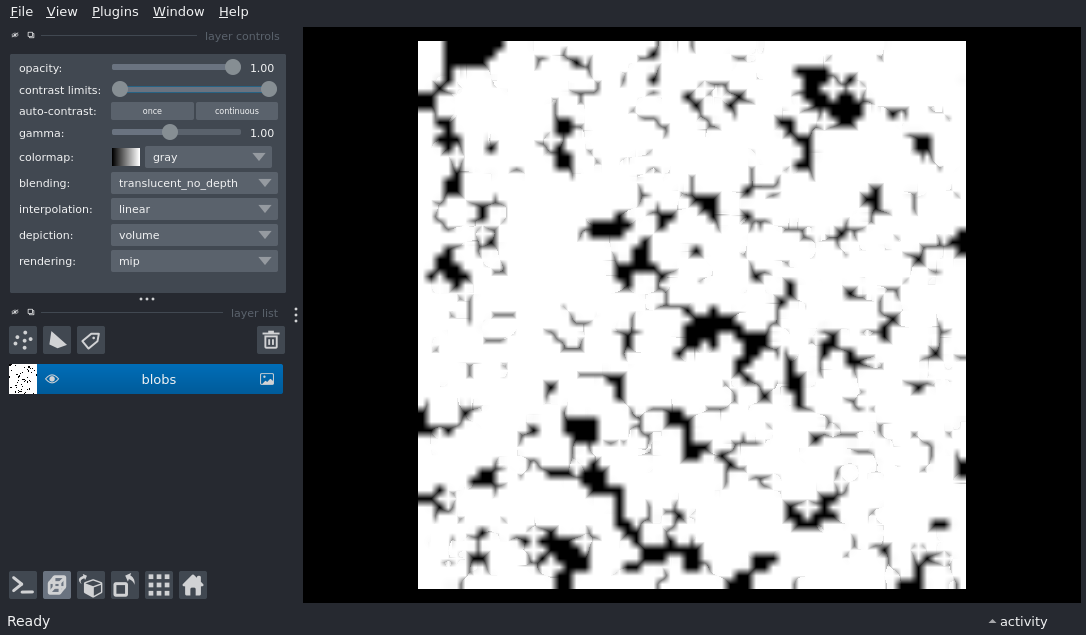 File View Plugins Window Help
layer controls
opacity: 1.00
contrast limits:
auto-contrast: once continuous
gamma: 1.00
colormap: gray
blending: translucent_no_depth
interpolation: linear
depiction: volume
rendering: mip
layer list
blobs
Ready activity